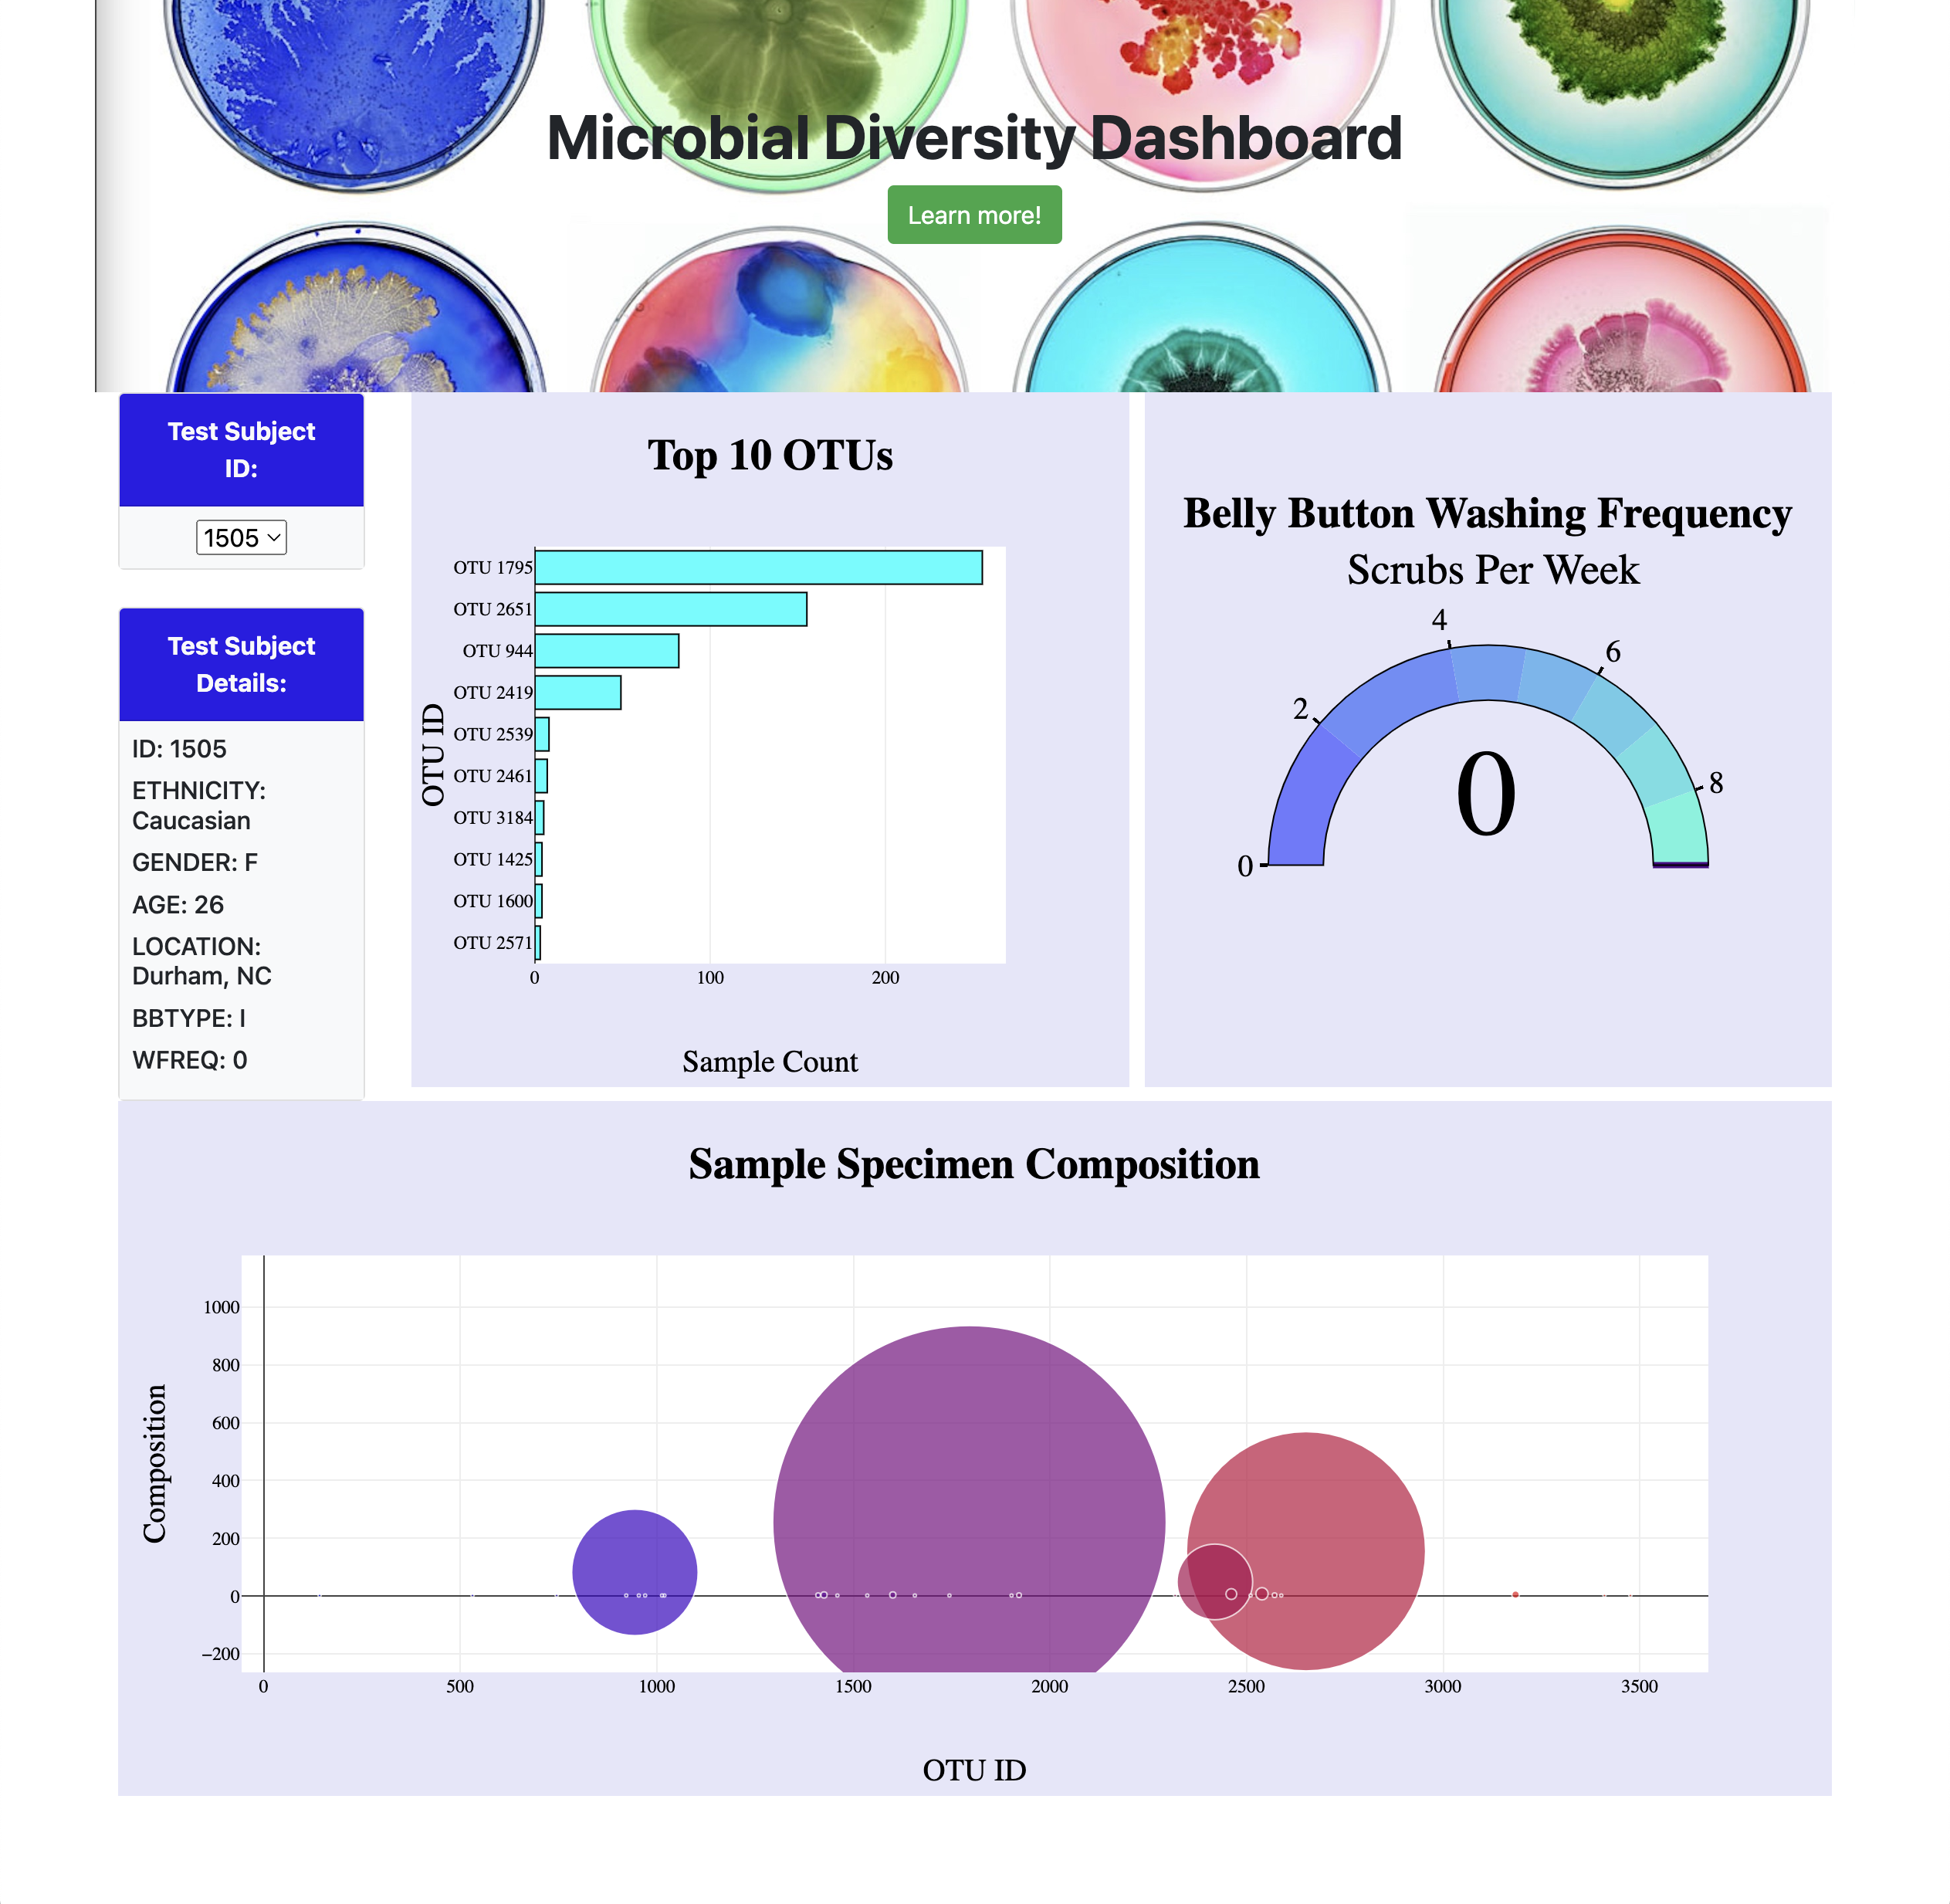 Microbial Diversity Dashboard
Learn more!
Test Subject
ID:
1505
Test Subject
Details:
ID: 1505
ETHNICITY:
Caucasian
GENDER: F
AGE: 26
LOCATION:
Durham, NC
BBTYPE: I
WFREQ: 0
Top 10 OTUs
OTU ID
OTU 1795
OTU 2651
OTU 944
OTU 2419
OTU 2539
OTU 2461
OTU 3184
OTU 1425
OTU 1600
OTU 2571
0 100 200
Sample Count
Belly Button Washing Frequency
Scrubs Per Week
0
2
4
6
8
0
Sample Specimen Composition
Composition
1000
800
600
400
200
0
−200
0 500 1000 1500 2000 2500 3000 3500
OTU ID